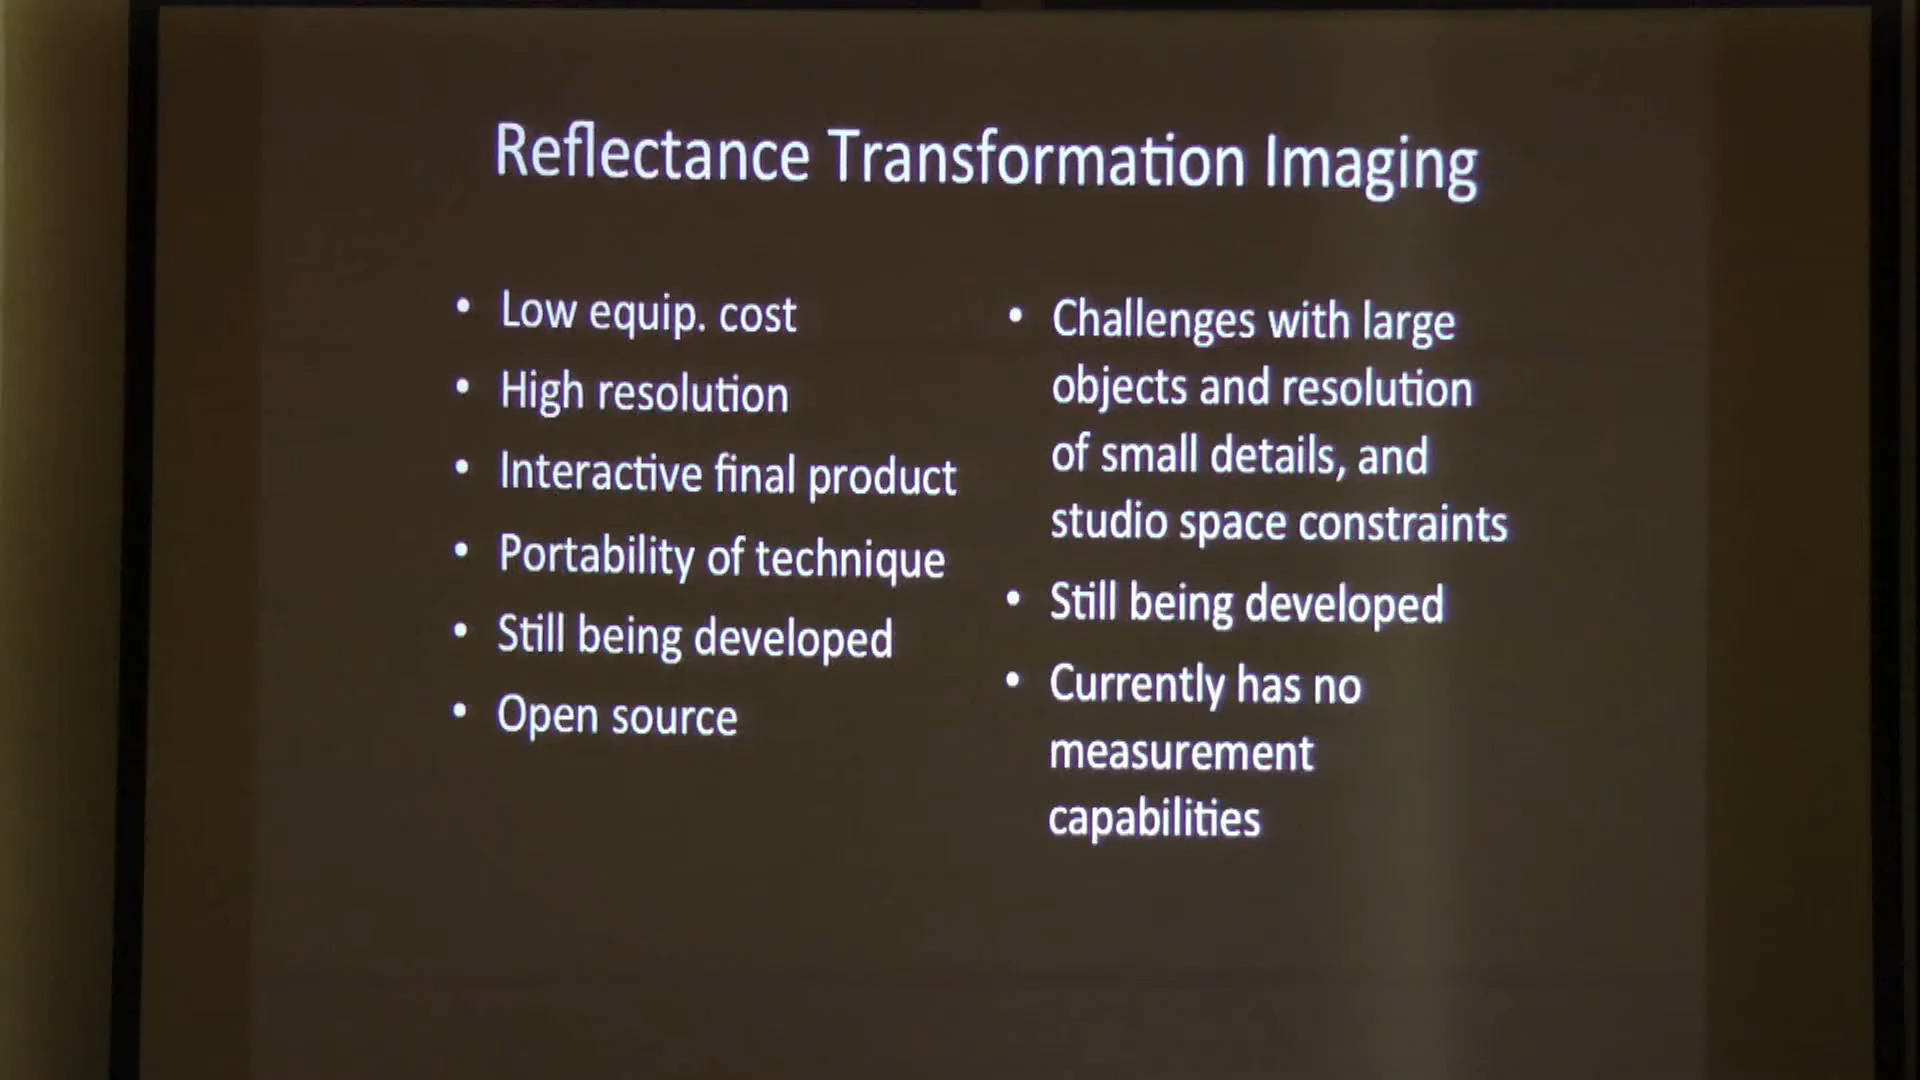 Reflectance Transformation Imaging
• Low equip. cost
• High resolution
• Interactive final product
• Portability of technique
• Still being developed
• Open source
• Challenges with large
objects and resolution
of small details, and
studio space constraints
• Still being developed
• Currently has no
measurement
capabilities